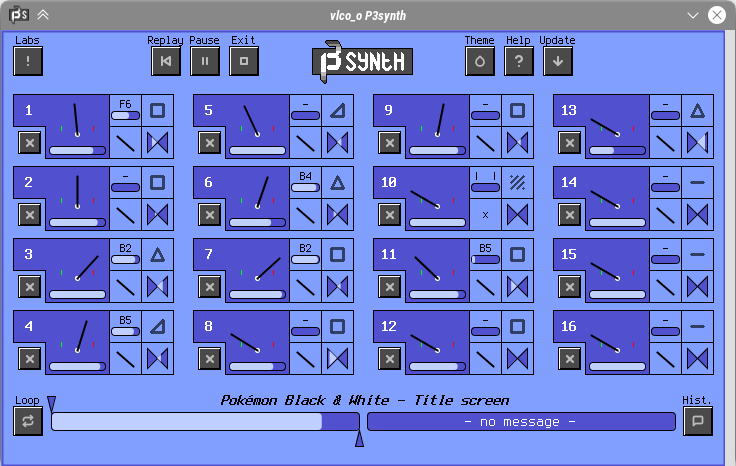 vlco_o P3synth
Labs Replay Pause Exit Theme Help Update
! ?
PSYNTH
1 F6 5 - 9 - 13 -
2 - 6 B4 10 14 -
x
3 B2 7 B2 11 B5 15 -
4 B5 8 - 12 - 16 -
Loop Pokémon Black & White - Title screen Hist.
- no message -